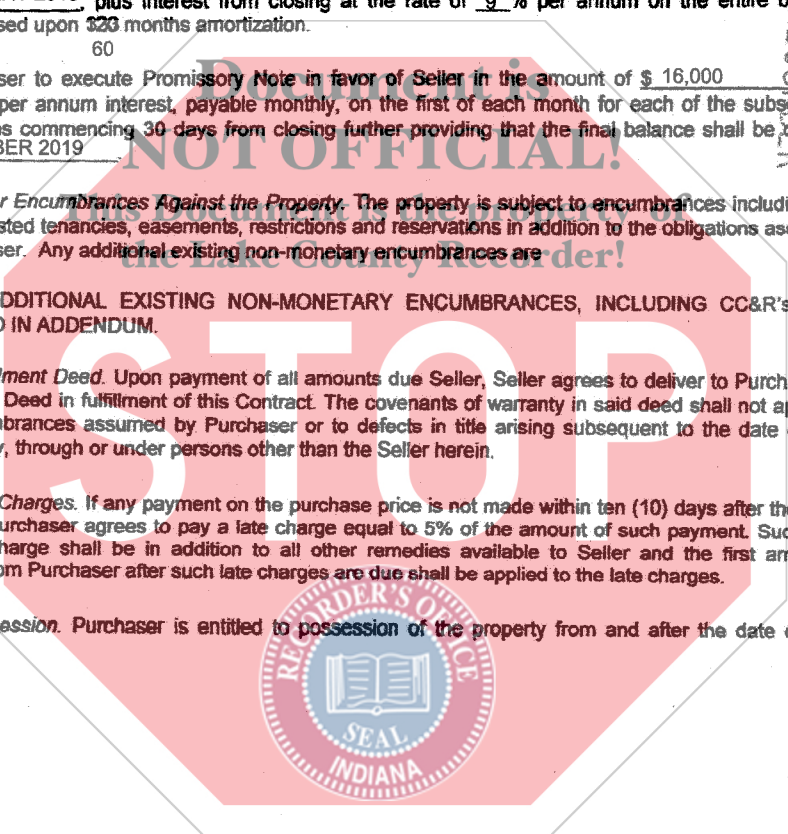 plus interest from closing at the rate of 9 % per annum on the entire
sed upon 320 months amortization.
60
ser to execute Promissory Note in favor of Seller in the amount of $ 16,000
per annum interest, payable monthly, on the first of each month for each of the subs
s commencing 30 days from closing further providing that the final balance shall be
BER 2019
r Encumbrances Against the Property. The property is subject to encumbrances includi
sted tenancies, easements, restrictions and reservations in addition to the obligations as
ser. Any additional existing non-monetary encumbrances are
DDITIONAL EXISTING NON-MONETARY ENCUMBRANCES, INCLUDING CC&R's
IN ADDENDUM.
lment Deed. Upon payment of all amounts due Seller, Seller agrees to deliver to Purch
Deed in fulfillment of this Contract. The covenants of warranty in said deed shall not ap
mbrances assumed by Purchaser or to defects in title arising subsequent to the date
y, through or under persons other than the Seller herein.
Charges. If any payment on the purchase price is not made within ten (10) days after the
urchaser agrees to pay a late charge equal to 5% of the amount of such payment. Suc
harge shall be in addition to all other remedies available to Seller and the first am
om Purchaser after such late charges are due shall be applied to the late charges.
ession. Purchaser is entitled to possession of the property from and after the date
Document is
NOT OFFICIAL!
This Document is the property of
the Lake County Recorder!
STOP
RECORDER'S OFFICE
SEAL
INDIANA